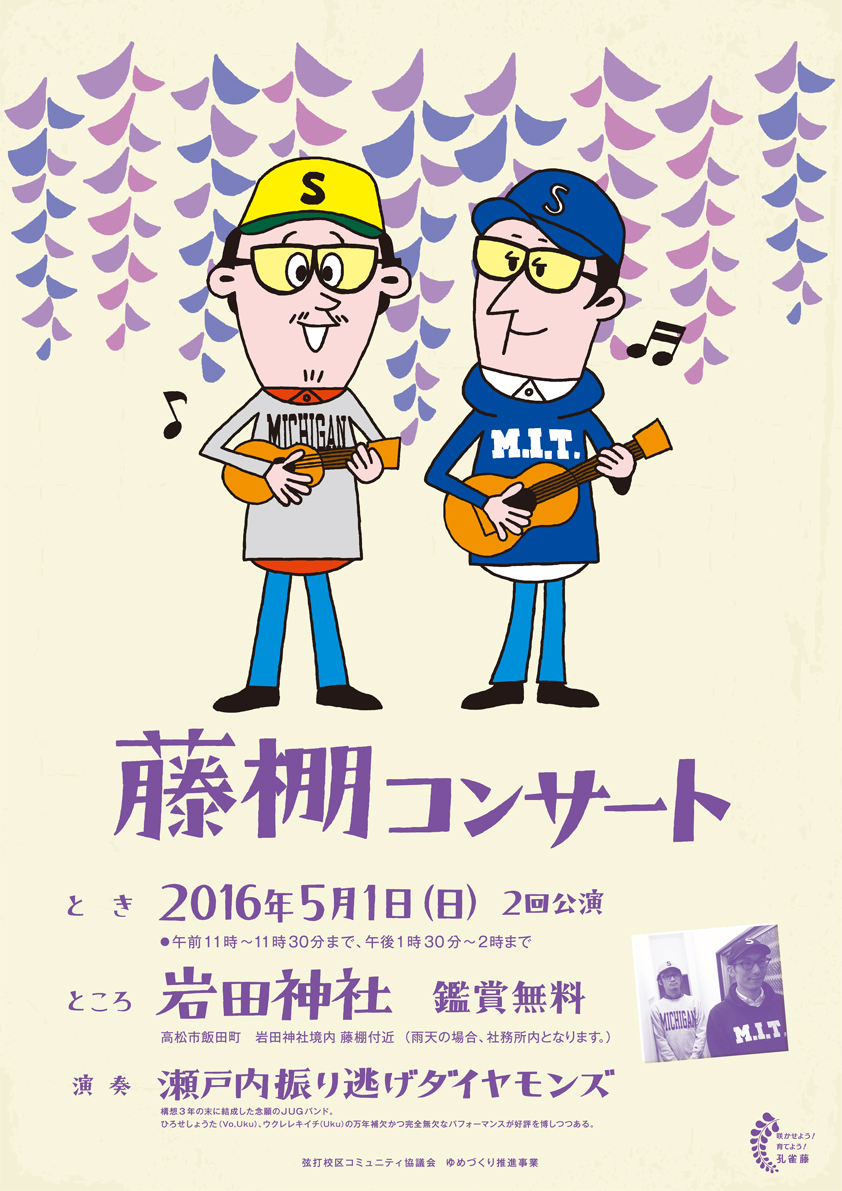 S
S
MICHIGAN
M.I.T.
藤棚コンサート
とき 2016年5月1日(日) 2回公演
●午前11時〜11時30分まで、午後1時30分〜2時まで
ところ 岩田神社 鑑賞無料
高松市飯田町 岩田神社境内 藤棚付近 (雨天の場合、社務所内となります。)
S
S
MICHIGAN
M.I.T.
演奏 瀬戸内振り逃げダイヤモンズ
構想3年の末に結成した念願のJUGバンド。
ひろせしょうた(Vo,Uku)、ウクレレキイチ(Uku)の万年補欠かつ完全無欠なパフォーマンスが好評を博しつつある。
咲かせよう!
育てよう!
孔雀藤
弦打校区コミュニティ協議会 ゆめづくり推進事業